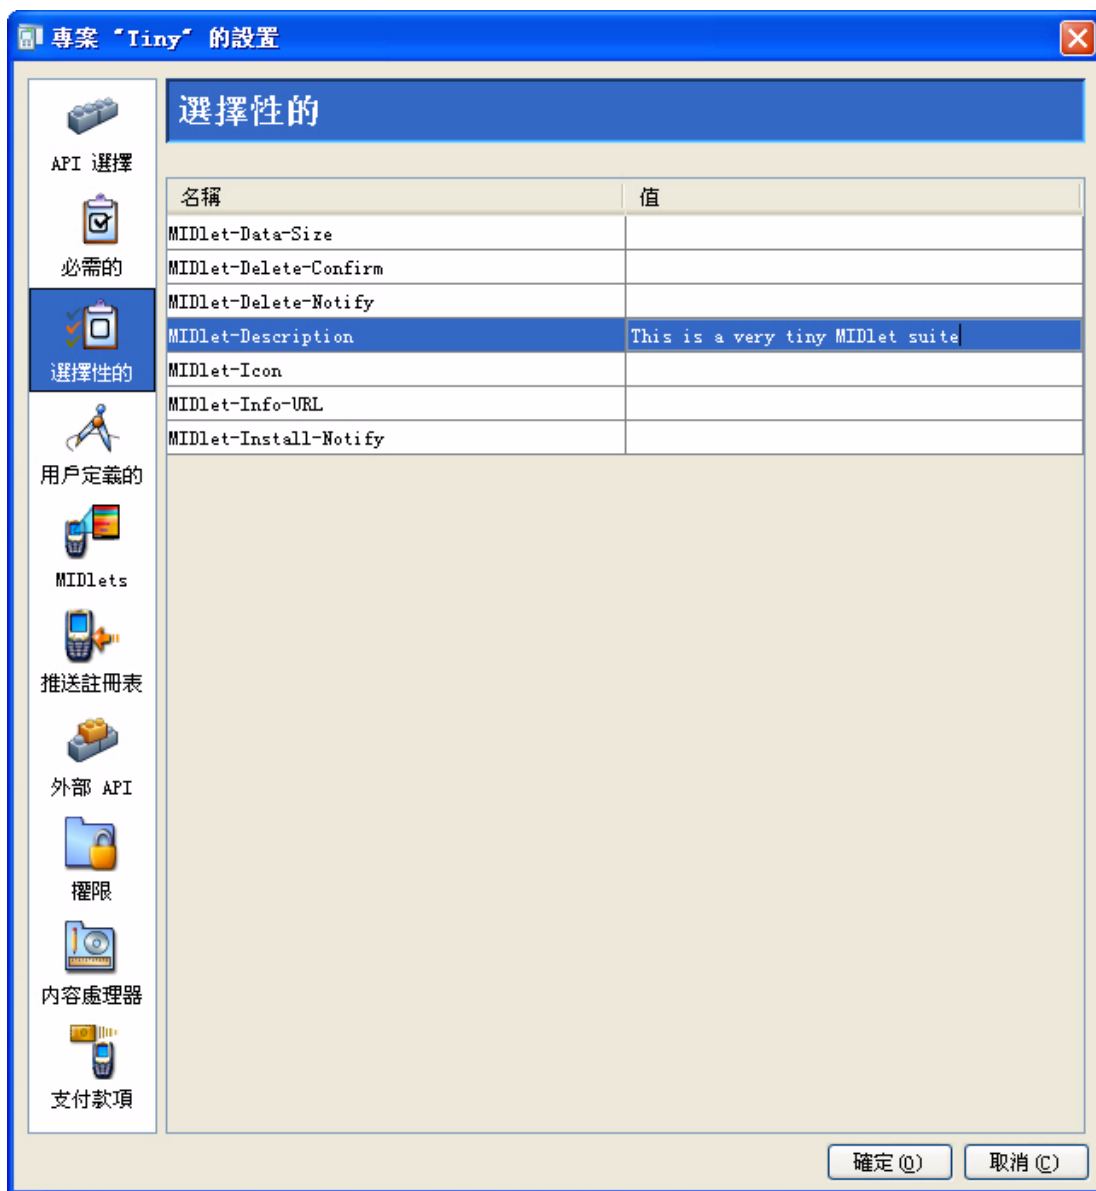 專案 "Tiny" 的設置
API 選擇
必需的
選擇性的
用戶定義的
MIDlets
推送註冊表
外部 API
權限
內容處理器
支付款項
選擇性的
名稱 值
MIDlet-Data-Size
MIDlet-Delete-Confirm
MIDlet-Delete-Notify
MIDlet-Description This is a very tiny MIDlet suite
MIDlet-Icon
MIDlet-Info-URL
MIDlet-Install-Notify
確定(O) 取消(C)